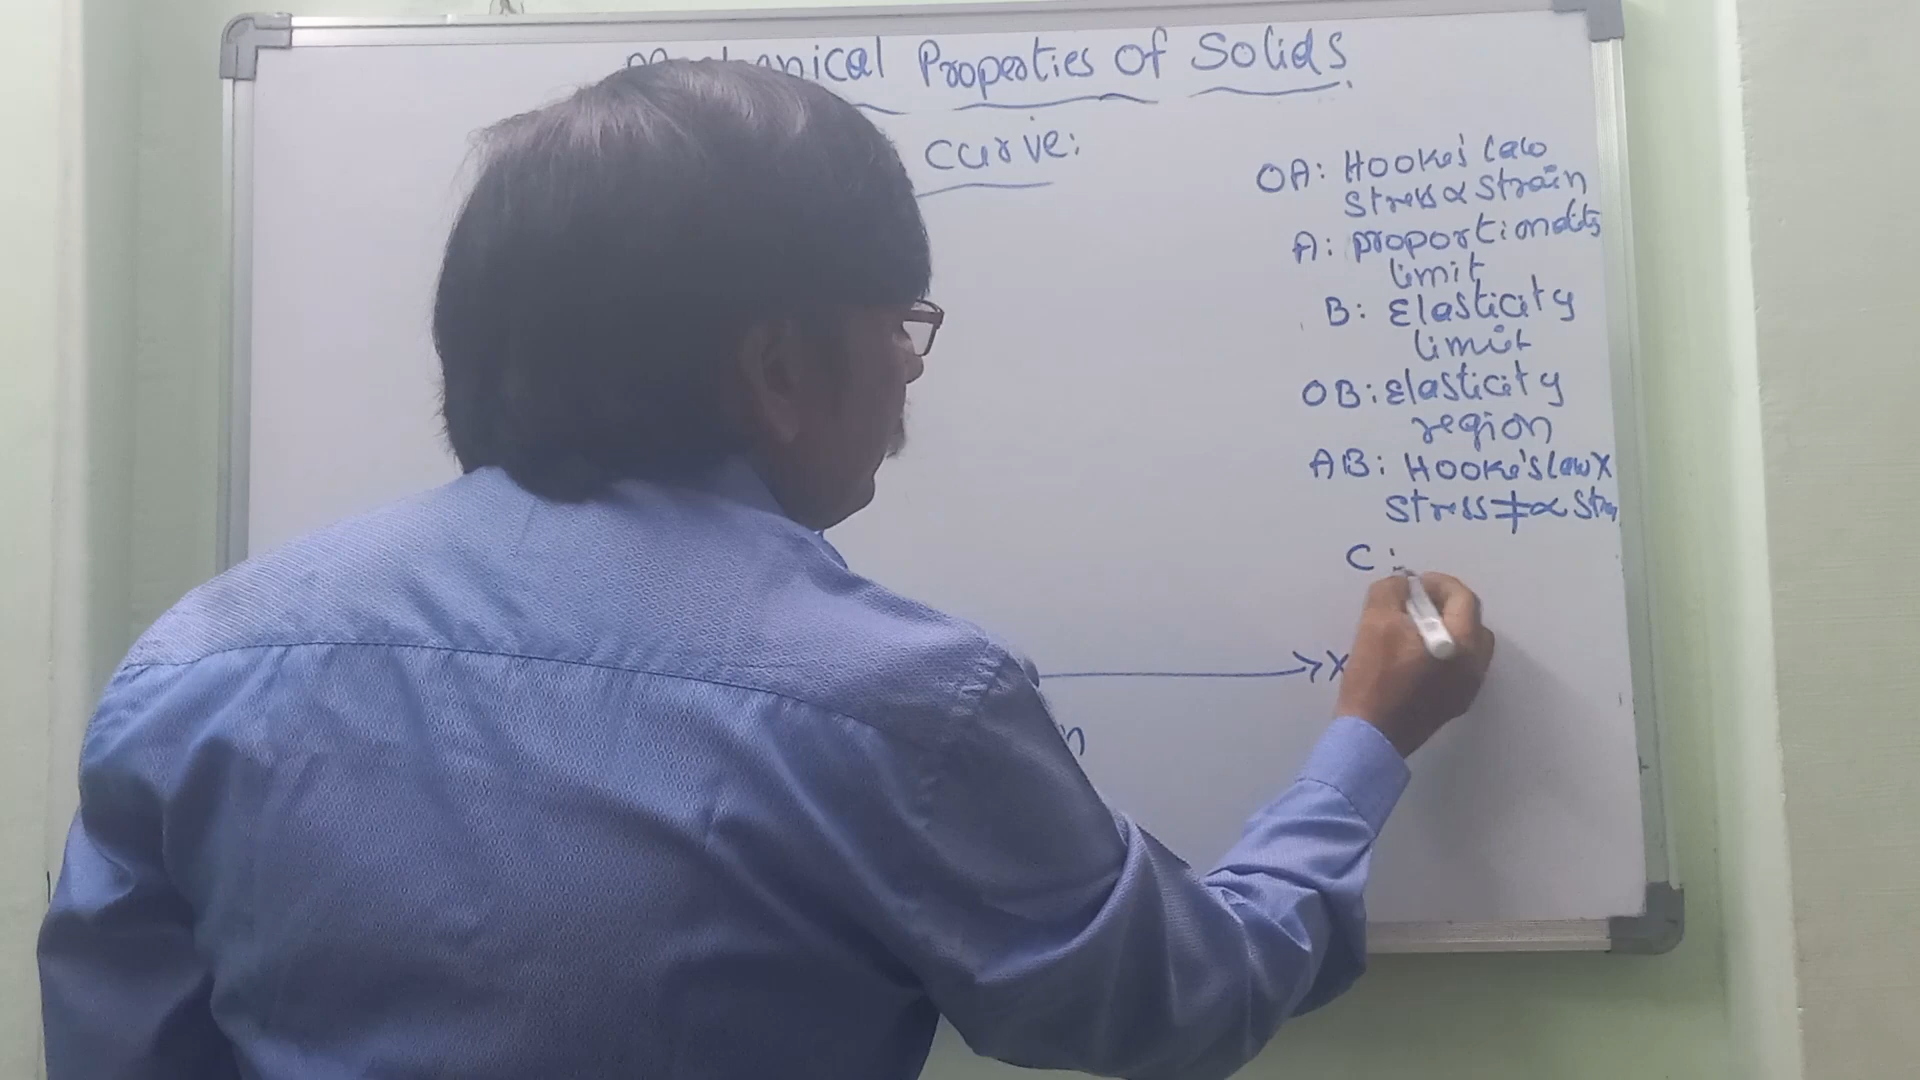 Properties Of Solids.
Curve:
OA: Hooke's law
stress ∝ strain
A: proportionality
limit
B: Elasticity
limit
OB: Elasticity
region
AB: Hooke's law X
stress ≠∝
C:
X